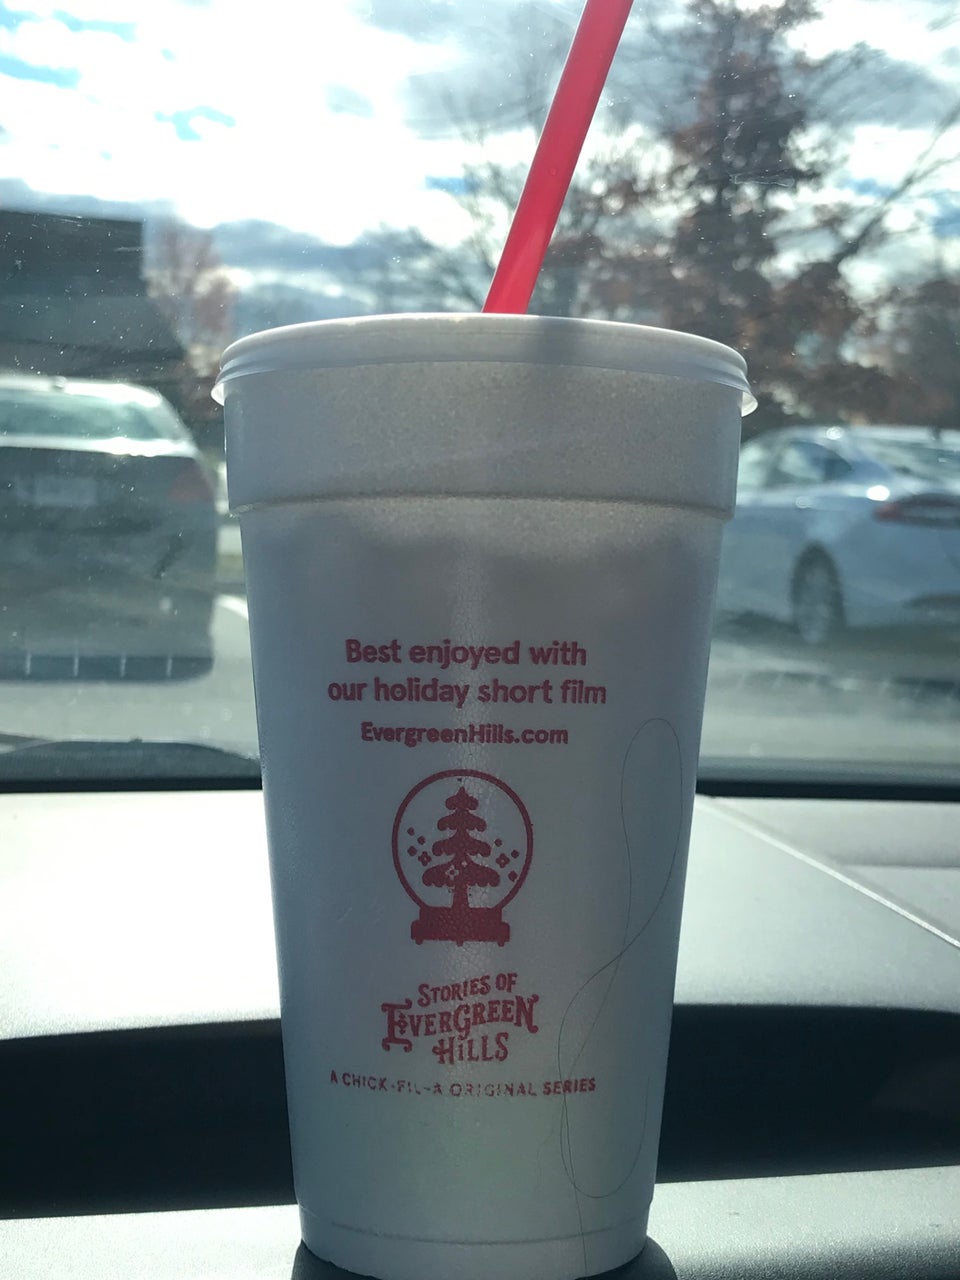 Best enjoyed with
our holiday short film
EvergreenHills.com
STORIES OF
EVERGREEN
HILLS
A CHICK-FIL-A ORIGINAL SERIES